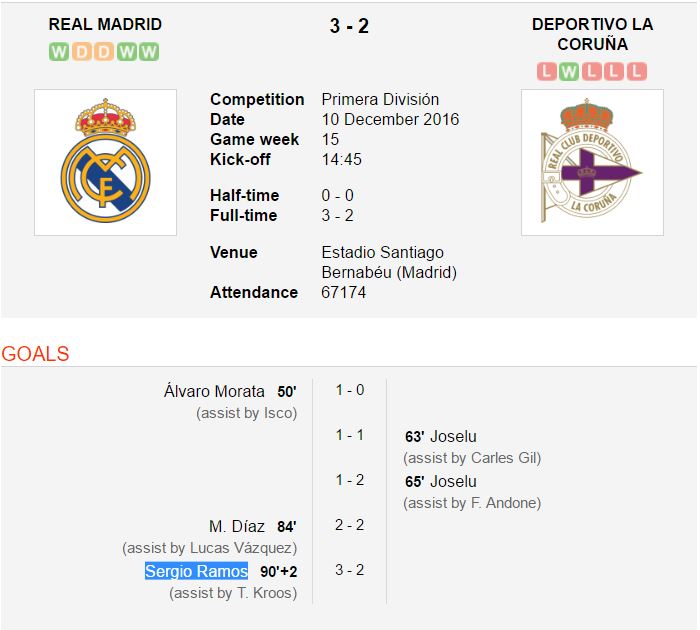 REAL MADRID
3 - 2
DEPORTIVO LA
CORUÑA
W D D W W
L W L L L
Competition Primera División
Date 10 December 2016
Game week 15
Kick-off 14:45
Half-time 0 - 0
Full-time 3 - 2
Venue Estadio Santiago
Bernabéu (Madrid)
Attendance 67174
REAL CLUB DEPORTIVO
LA CORUÑA
GOALS
Álvaro Morata 50' 1 - 0
(assist by Isco)
1 - 1 63' Joselu
(assist by Carles Gil)
1 - 2 65' Joselu
(assist by F. Andone)
M. Díaz 84' 2 - 2
(assist by Lucas Vázquez)
Sergio Ramos 90'+2 3 - 2
(assist by T. Kroos)